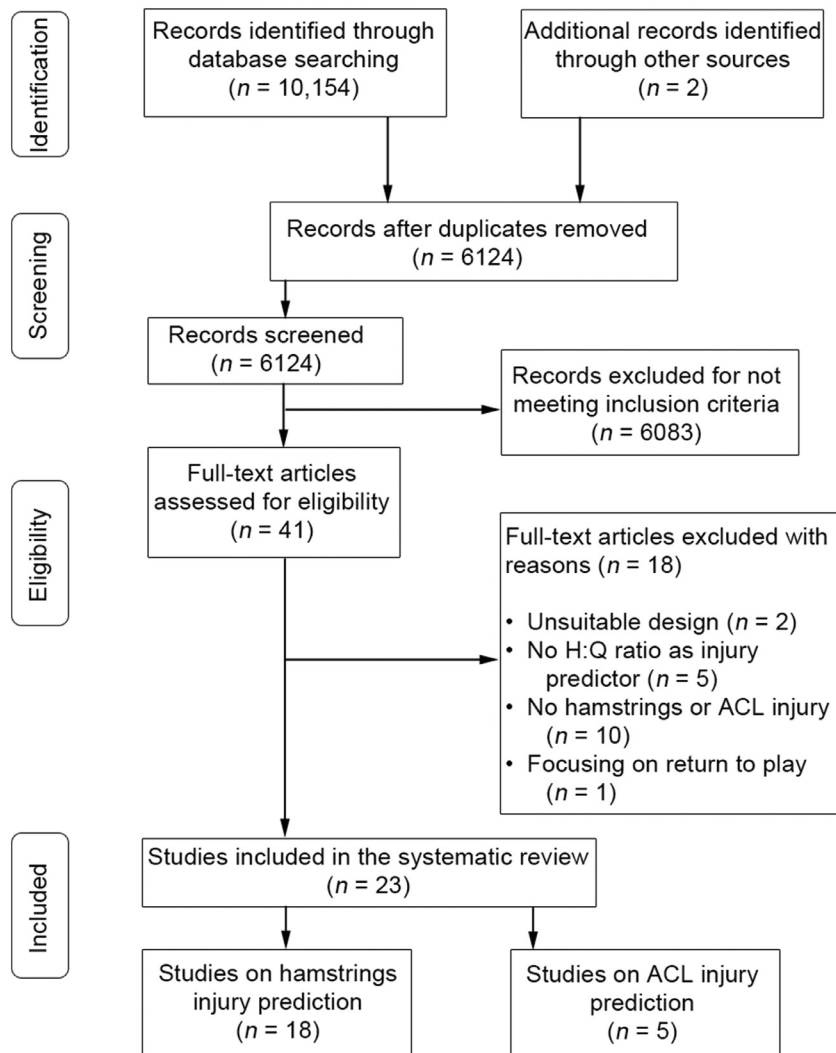 Identification
Records identified through
database searching
(n = 10,154)
Additional records identified
through other sources
(n = 2)
Screening
Records after duplicates removed
(n = 6124)
Records screened
(n = 6124)
Records excluded for not
meeting inclusion criteria
(n = 6083)
Eligibility
Full-text articles
assessed for eligibility
(n = 41)
Full-text articles excluded with
reasons (n = 18)
• Unsuitable design (n = 2)
• No H:Q ratio as injury
predictor (n = 5)
• No hamstrings or ACL injury
(n = 10)
• Focusing on return to play
(n = 1)
Included
Studies included in the systematic review
(n = 23)
Studies on hamstrings
injury prediction
(n = 18)
Studies on ACL injury
prediction
(n = 5)